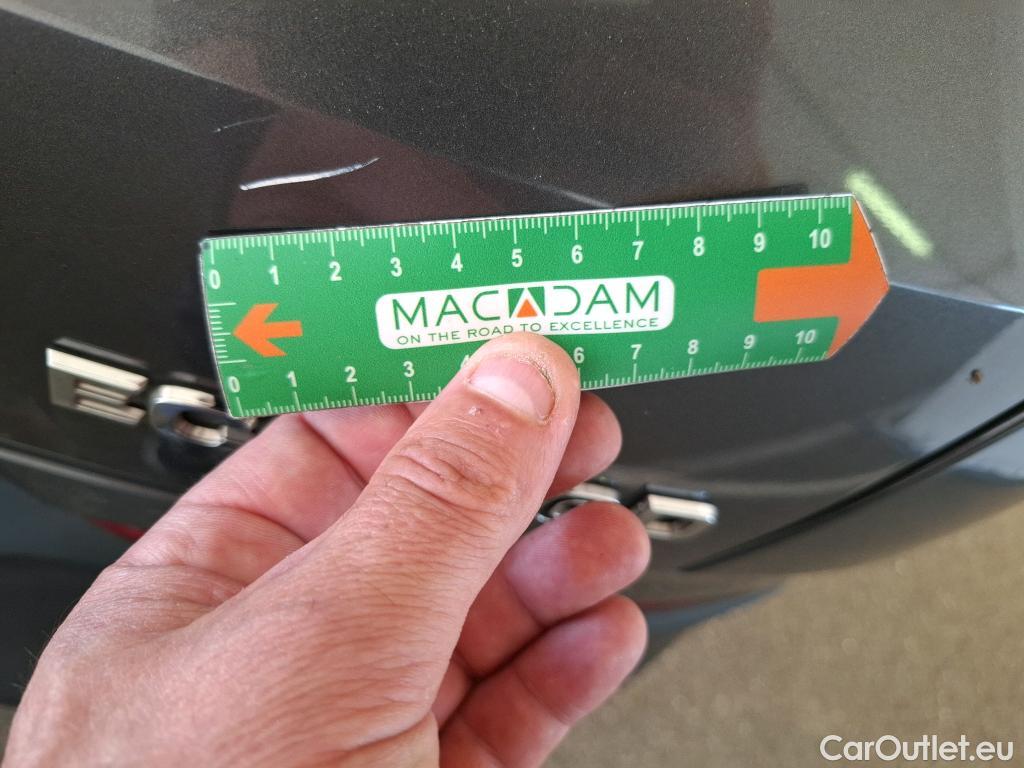 0 1 2 3 4 5 6 7 8 9 10
MACADAM
ON THE ROAD TO EXCELLENCE
0 1 2 3 4 6 7 8 9 10
CarOutlet.eu